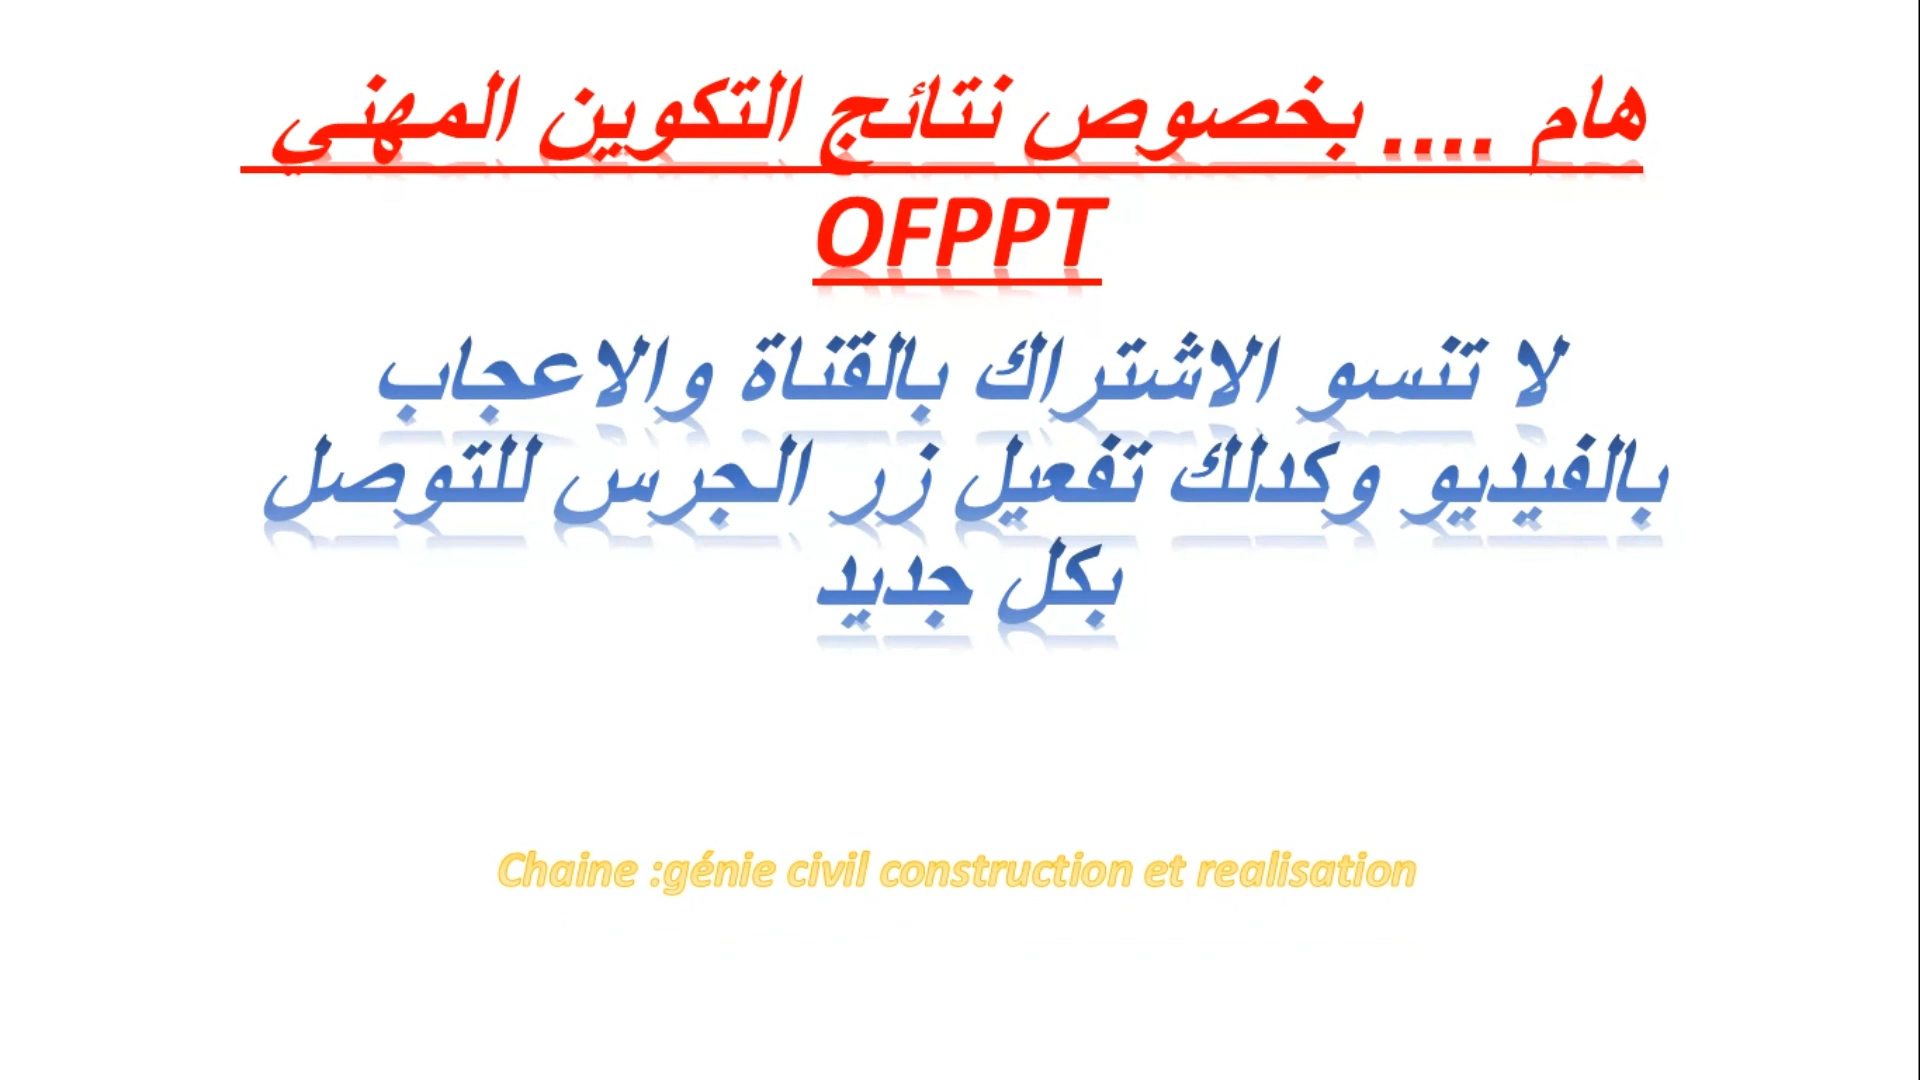 هام .... بخصوص نتائج التكوين المهني
OFPPT
لا تنسو الاشتراك بالقناة والاعجاب
بالفيديو وكدلك تفعيل زر الجرس للتوصل
بكل جديد
Chaine :génie civil construction et realisation